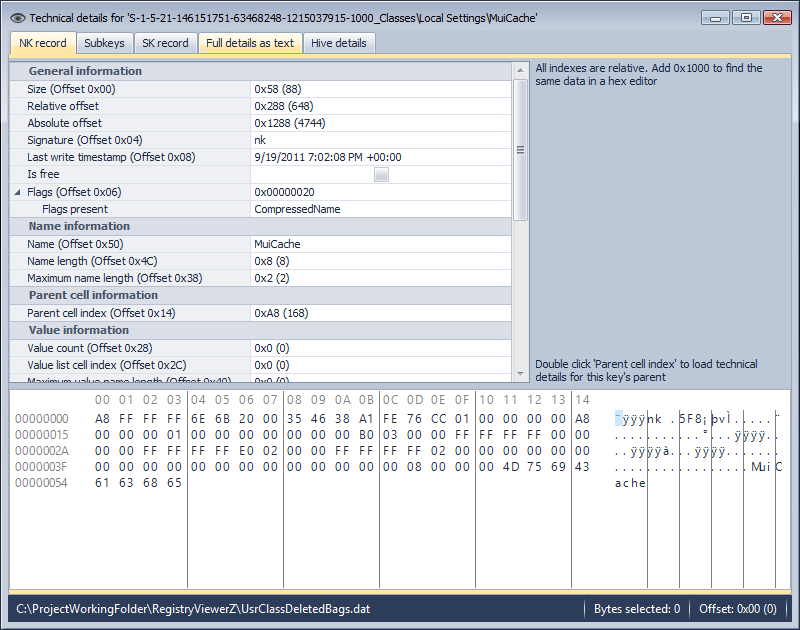 Technical details for 'S-1-5-21-146151751-63468248-1215037915-1000_Classes\Local Settings\MuiCache'
NK record Subkeys SK record Full details as text Hive details
General information
Size (Offset 0x00) 0x58 (88)
Relative offset 0x288 (648)
Absolute offset 0x1288 (4744)
Signature (Offset 0x04) nk
Last write timestamp (Offset 0x08) 9/19/2011 7:02:08 PM +00:00
Is free
Flags (Offset 0x06) 0x00000020
Flags present CompressedName
Name information
Name (Offset 0x50) MuiCache
Name length (Offset 0x4C) 0x8 (8)
Maximum name length (Offset 0x38) 0x2 (2)
Parent cell information
Parent cell index (Offset 0x14) 0xA8 (168)
Value information
Value count (Offset 0x28) 0x0 (0)
Value list cell index (Offset 0x2C) 0x0 (0)
Maximum value name length (Offset 0x40) 0x0 (0)
All indexes are relative. Add 0x1000 to find the
same data in a hex editor
Double click 'Parent cell index' to load technical
details for this key's parent
00 01 02 03 04 05 06 07 08 09 0A 0B 0C 0D 0E 0F 10 11 12 13 14
00000000 A8 FF FF FF 6E 6B 20 00 35 46 38 A1 FE 76 CC 01 00 00 00 00 A8 ¨ÿÿÿnk .5F8¡þvÌ.....¨
00000015 00 00 00 01 00 00 00 00 00 00 00 B0 03 00 00 FF FF FF FF 00 00 ...........°...ÿÿÿÿ..
0000002A 00 00 FF FF FF FF E0 02 00 00 FF FF FF FF 02 00 00 00 00 00 00 ..ÿÿÿÿà...ÿÿÿÿ.......
0000003F 00 00 00 00 00 00 00 00 00 00 00 00 00 08 00 00 00 4D 75 69 43 .................MuiC
00000054 61 63 68 65 ache
C:\ProjectWorkingFolder\RegistryViewerZ\UsrClassDeletedBags.dat Bytes selected: 0 Offset: 0x00 (0)